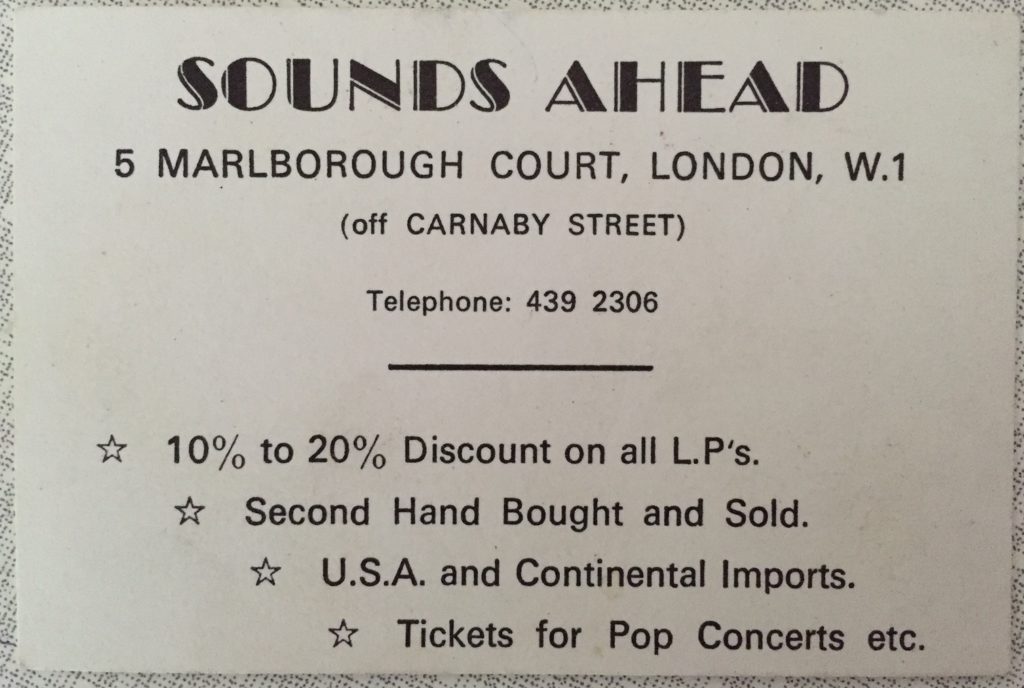 SOUNDS AHEAD
5 MARLBOROUGH COURT, LONDON, W.1
(off CARNABY STREET)
Telephone: 439 2306
☆ 10% to 20% Discount on all L.P's.
☆ Second Hand Bought and Sold.
☆ U.S.A. and Continental Imports.
☆ Tickets for Pop Concerts etc.